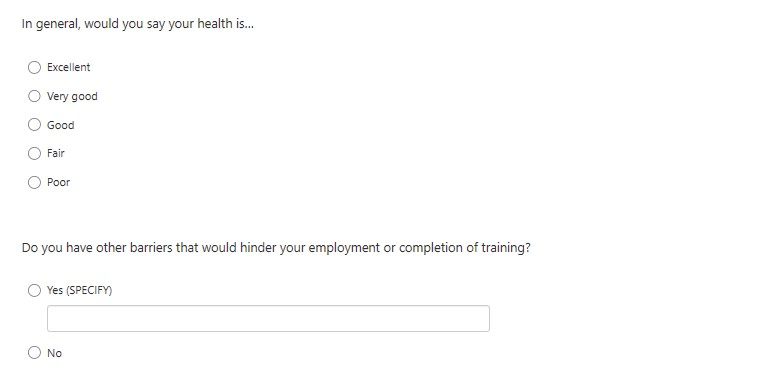 In general, would you say your health is...
Excellent
Very good
Good
Fair
Poor
Do you have other barriers that would hinder your employment or completion of training?
Yes (SPECIFY)
No